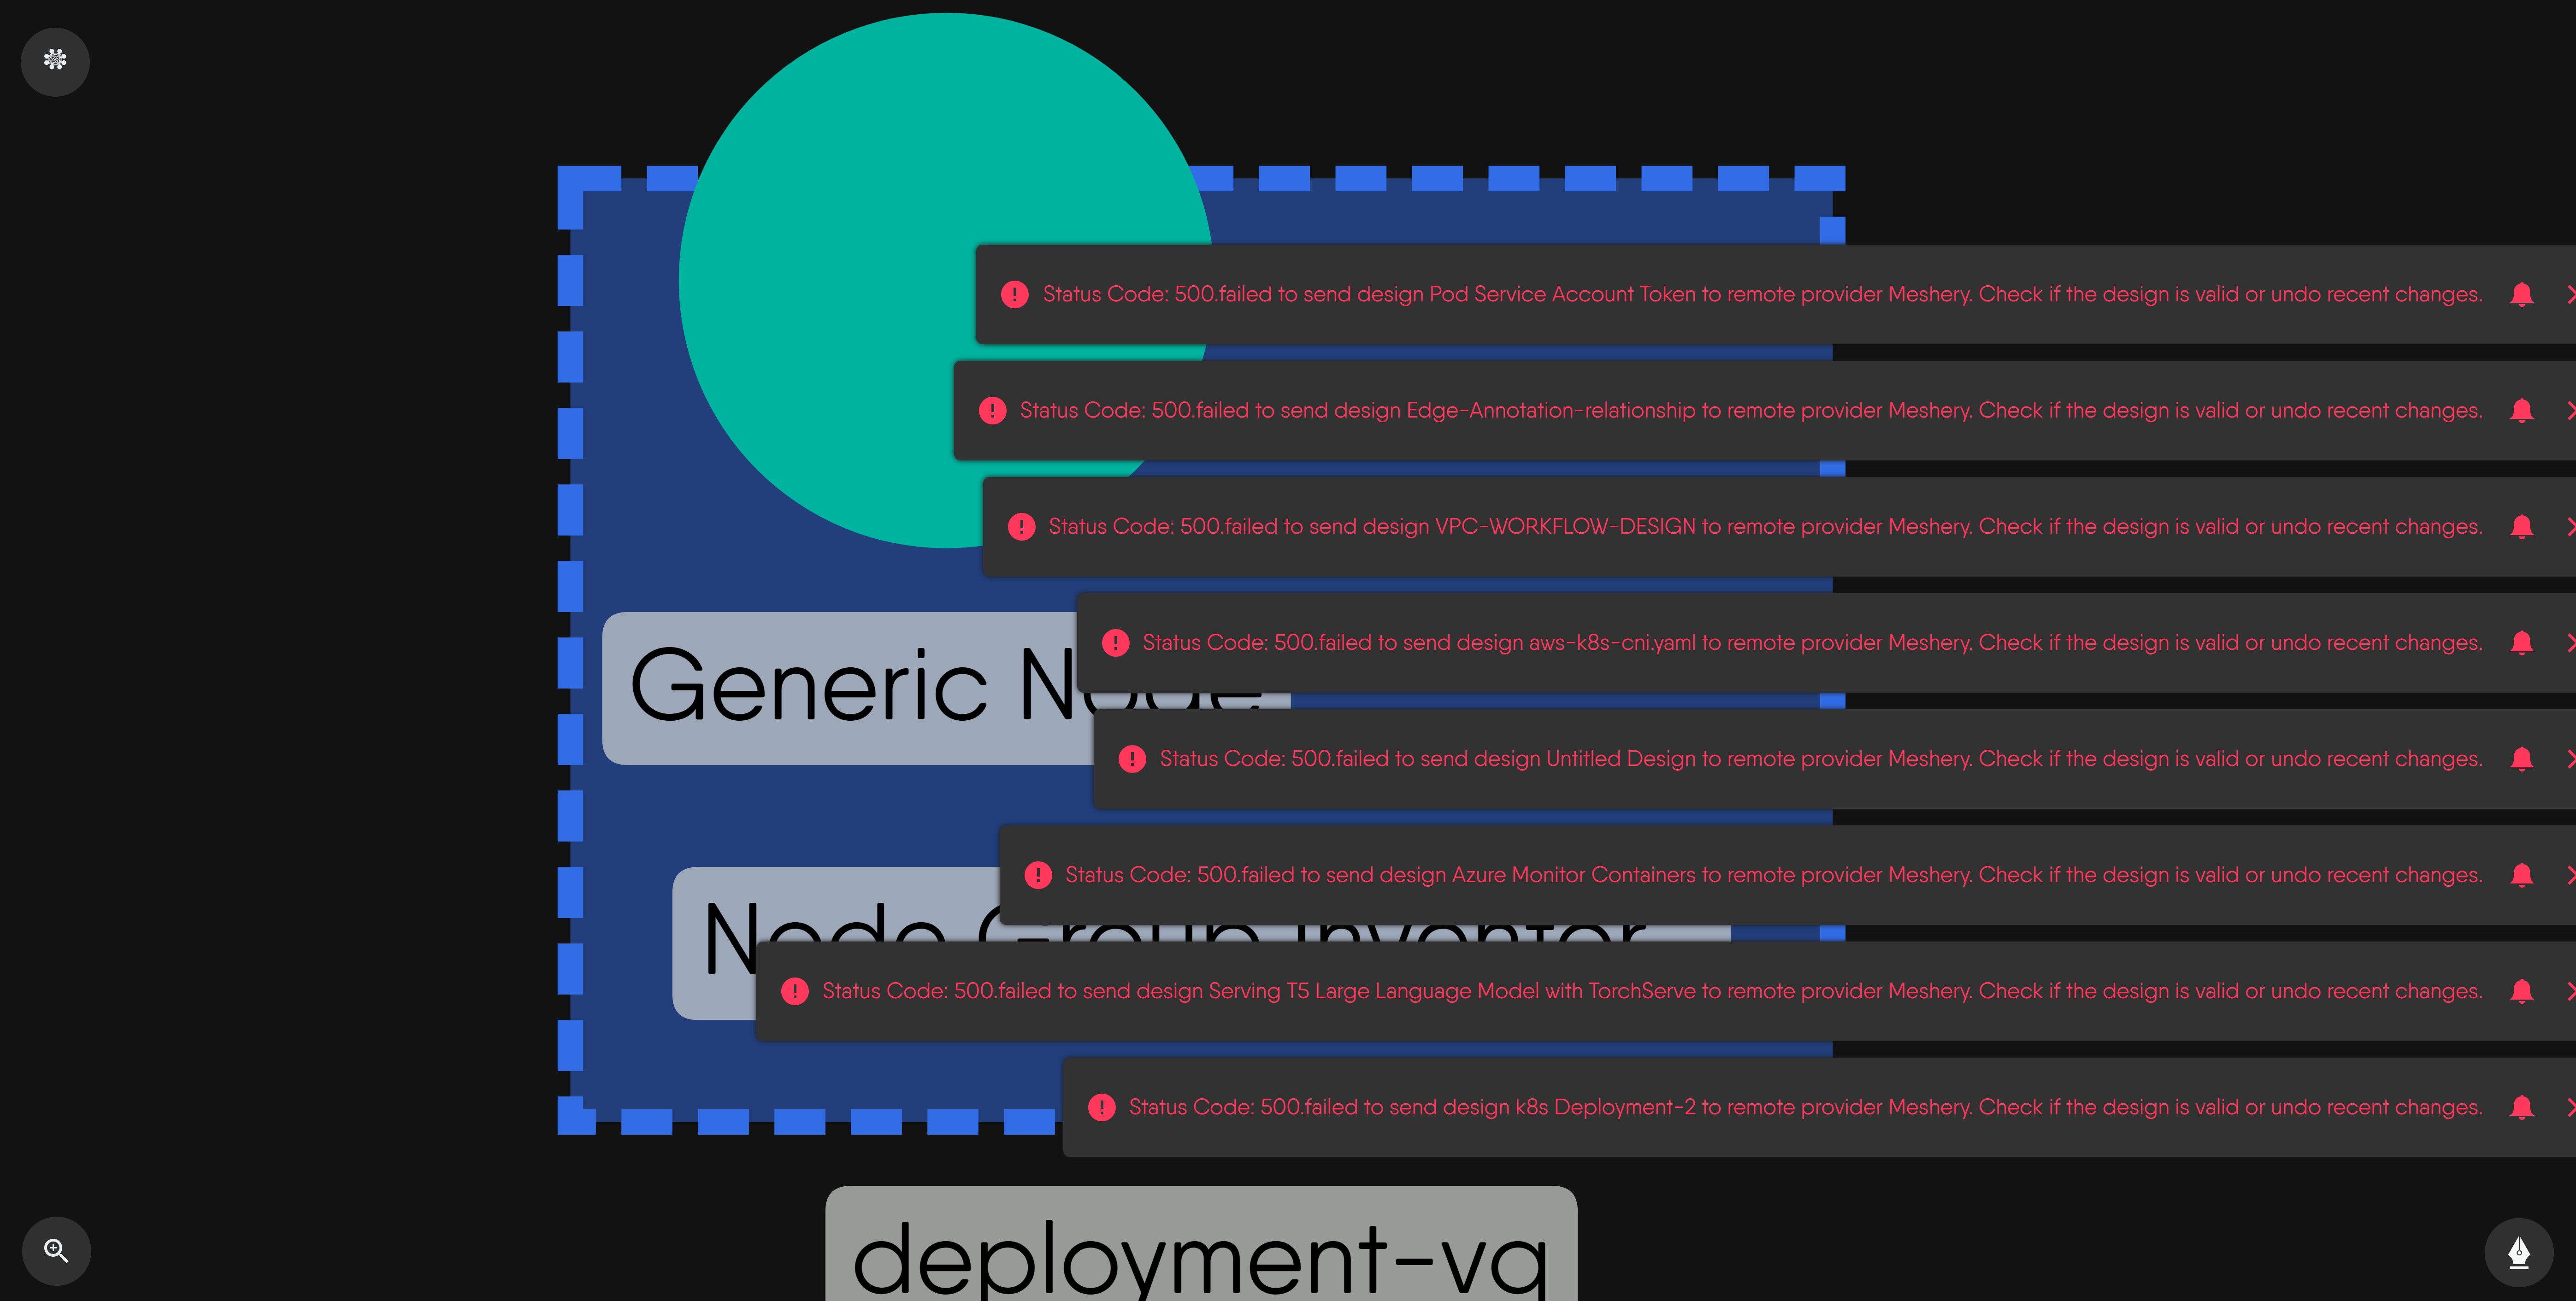 Status Code: 500.failed to send design Pod Service Account Token to remote provider Meshery. Check if the design is valid or undo recent changes.
Status Code: 500.failed to send design Edge-Annotation-relationship to remote provider Meshery. Check if the design is valid or undo recent changes.
Status Code: 500.failed to send design VPC-WORKFLOW-DESIGN to remote provider Meshery. Check if the design is valid or undo recent changes.
Status Code: 500.failed to send design aws-k8s-cni.yaml to remote provider Meshery. Check if the design is valid or undo recent changes.
Generic Node
Status Code: 500.failed to send design Untitled Design to remote provider Meshery. Check if the design is valid or undo recent changes.
Status Code: 500.failed to send design Azure Monitor Containers to remote provider Meshery. Check if the design is valid or undo recent changes.
Node Group Inventor
Status Code: 500.failed to send design Serving T5 Large Language Model with TorchServe to remote provider Meshery. Check if the design is valid or undo recent changes.
Status Code: 500.failed to send design k8s Deployment-2 to remote provider Meshery. Check if the design is valid or undo recent changes.